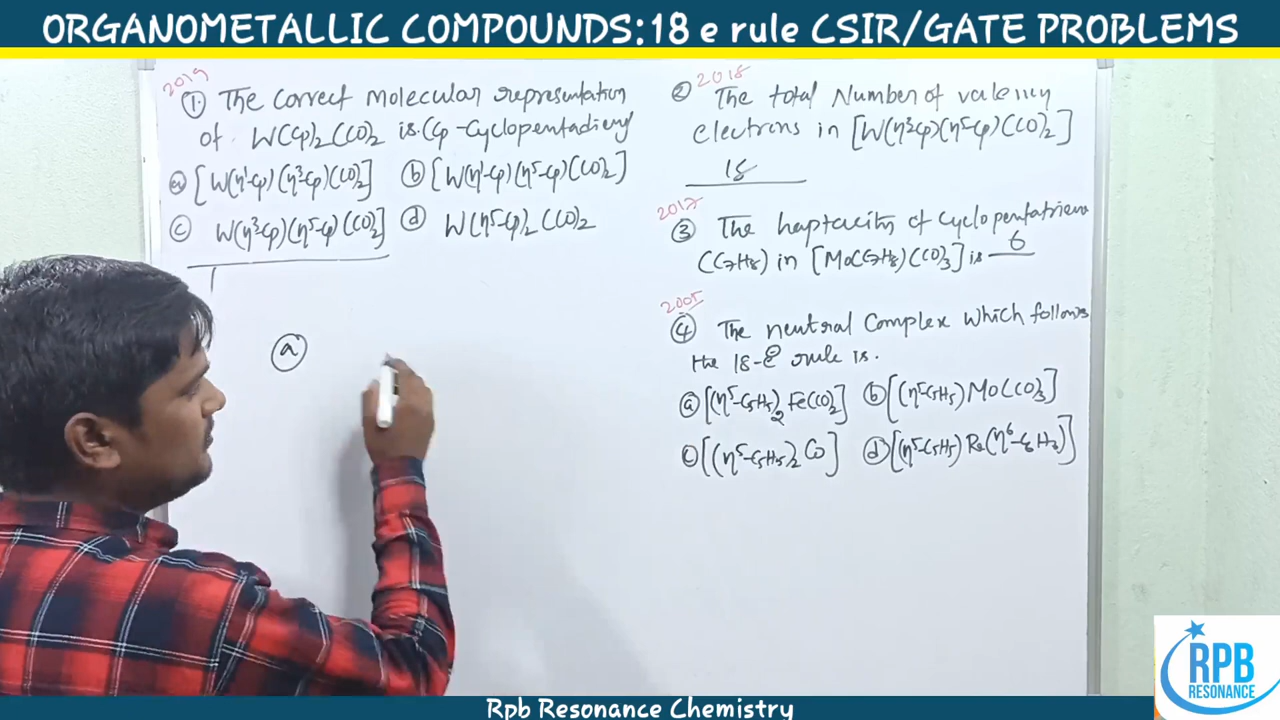 ORGANOMETALLIC COMPOUNDS:18 e rule CSIR/GATE PROBLEMS
2019
① The correct molecular representation
of W(Cp)₂(CO)₂ is (Cp-Cyclopentadieny
ⓐ [W(η¹-Cp)(η³-Cp)(CO)₂] ⓑ [W(η¹-Cp)(η⁵-Cp)(CO)₂]
ⓒ W(η³-Cp)(η⁵-Cp)(CO)₂] ⓓ W(η⁵-Cp)₂(CO)₂
ⓐ
2018
② The total Number of valency
electrons in [W(η³Cp)(η⁵-Cp)(CO)₂]
18
2017
③ The haptacity of cyclopentatriene
(C7H8) in [Mo(C7H8)(CO)3] is 6
2005
④ The neutral complex which follows
the 18-e rule is.
ⓐ [(η⁵-C5H5)2 Fe(CO)2] ⓑ [(η⁵-C5H5)Mo(CO)3]
ⓒ [(η⁵-C5H5)2 Co] ⓓ [(η⁵-C5H5) Re(η⁶-C6H6)]
RPB
RESONANCE
Rpb Resonance Chemistry